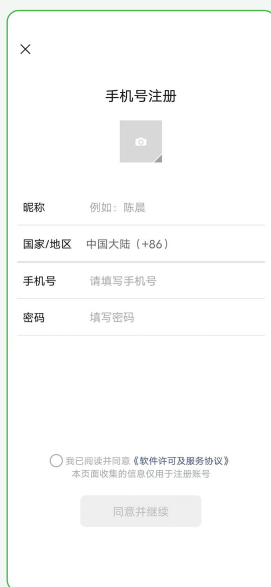 手机号注册
昵称 例如：陈晨
国家/地区 中国大陆（+86）
手机号 请填写手机号
密码 填写密码
我已阅读并同意《软件许可及服务协议》
本页面收集的信息仅用于注册账号
同意并继续